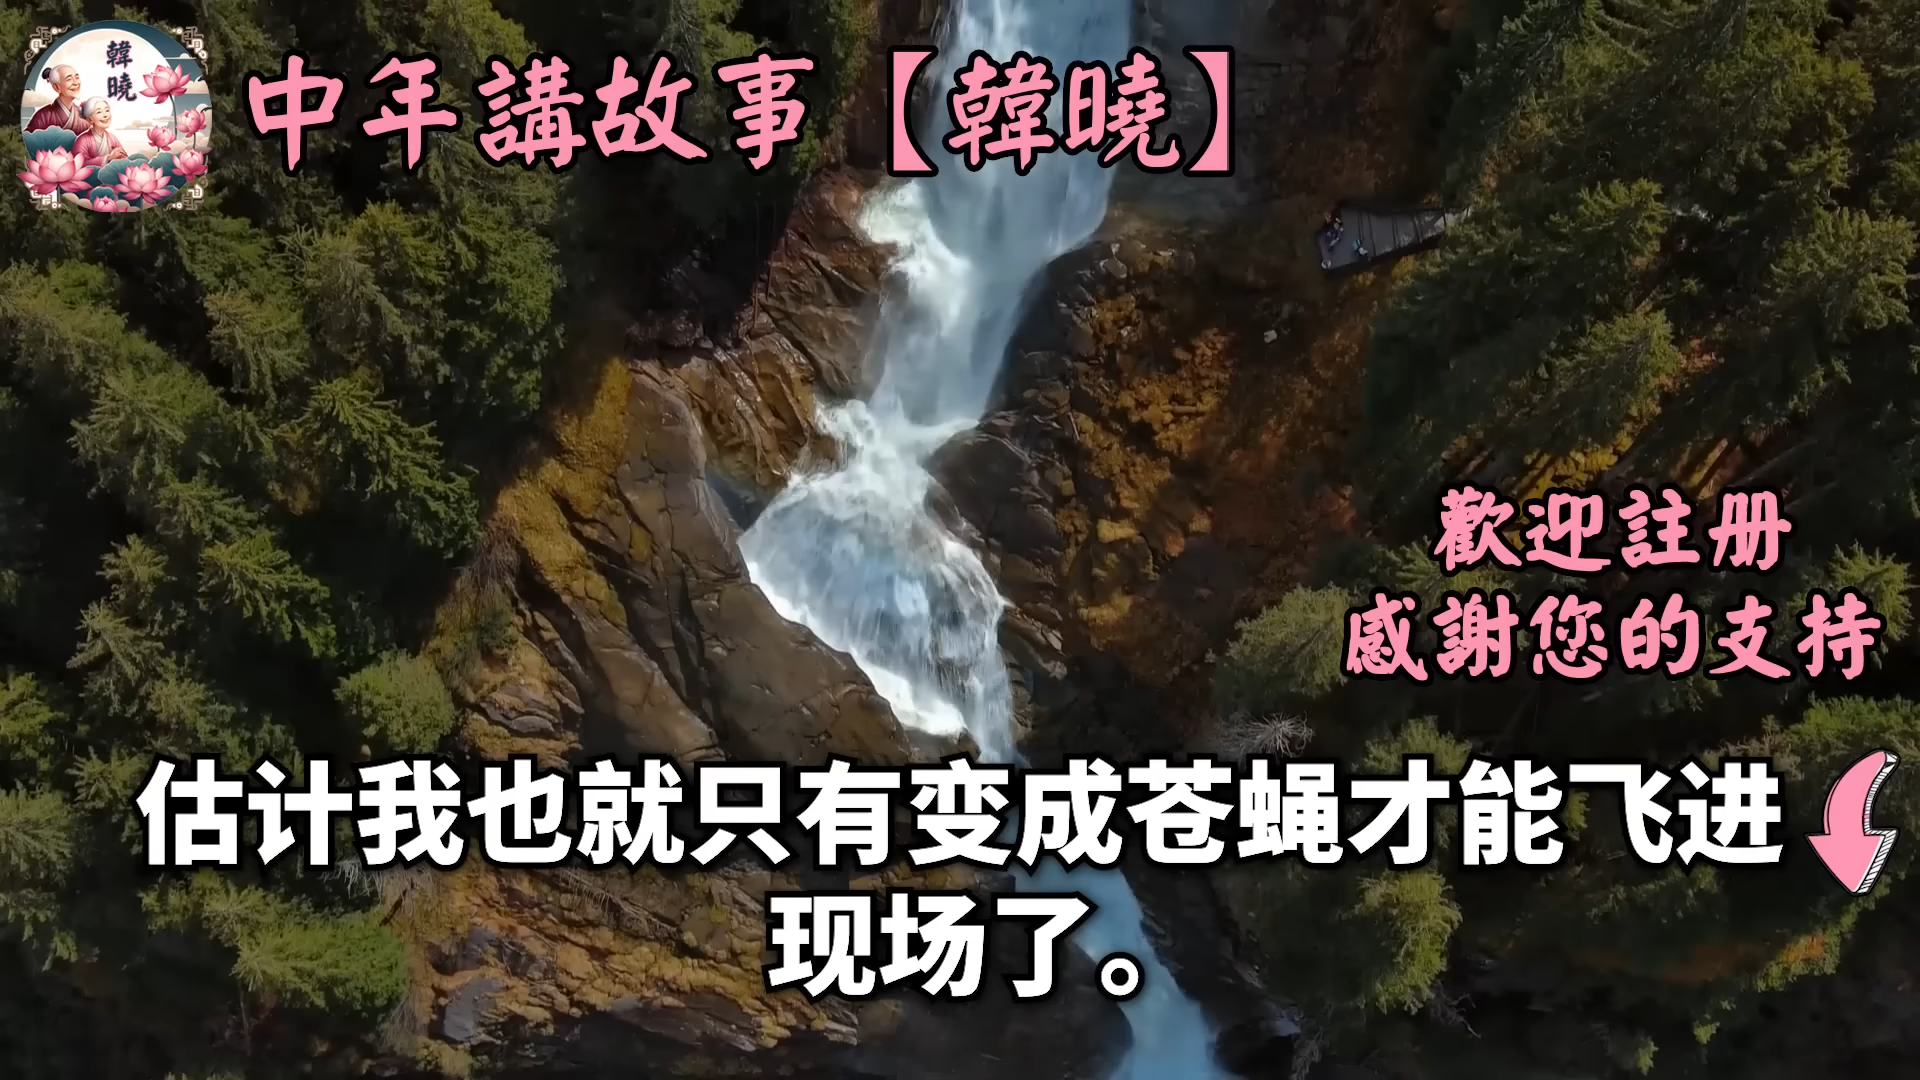 韓
曉
中年講故事【韓曉】
歡迎註册
感謝您的支持
估计我也就只有变成苍蝇才能飞进
现场了。